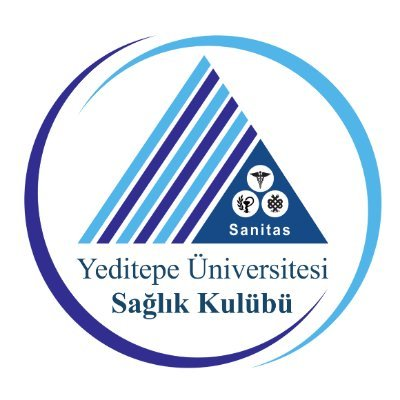 Sanitas
Yeditepe Üniversitesi
Sağlık Kulübü